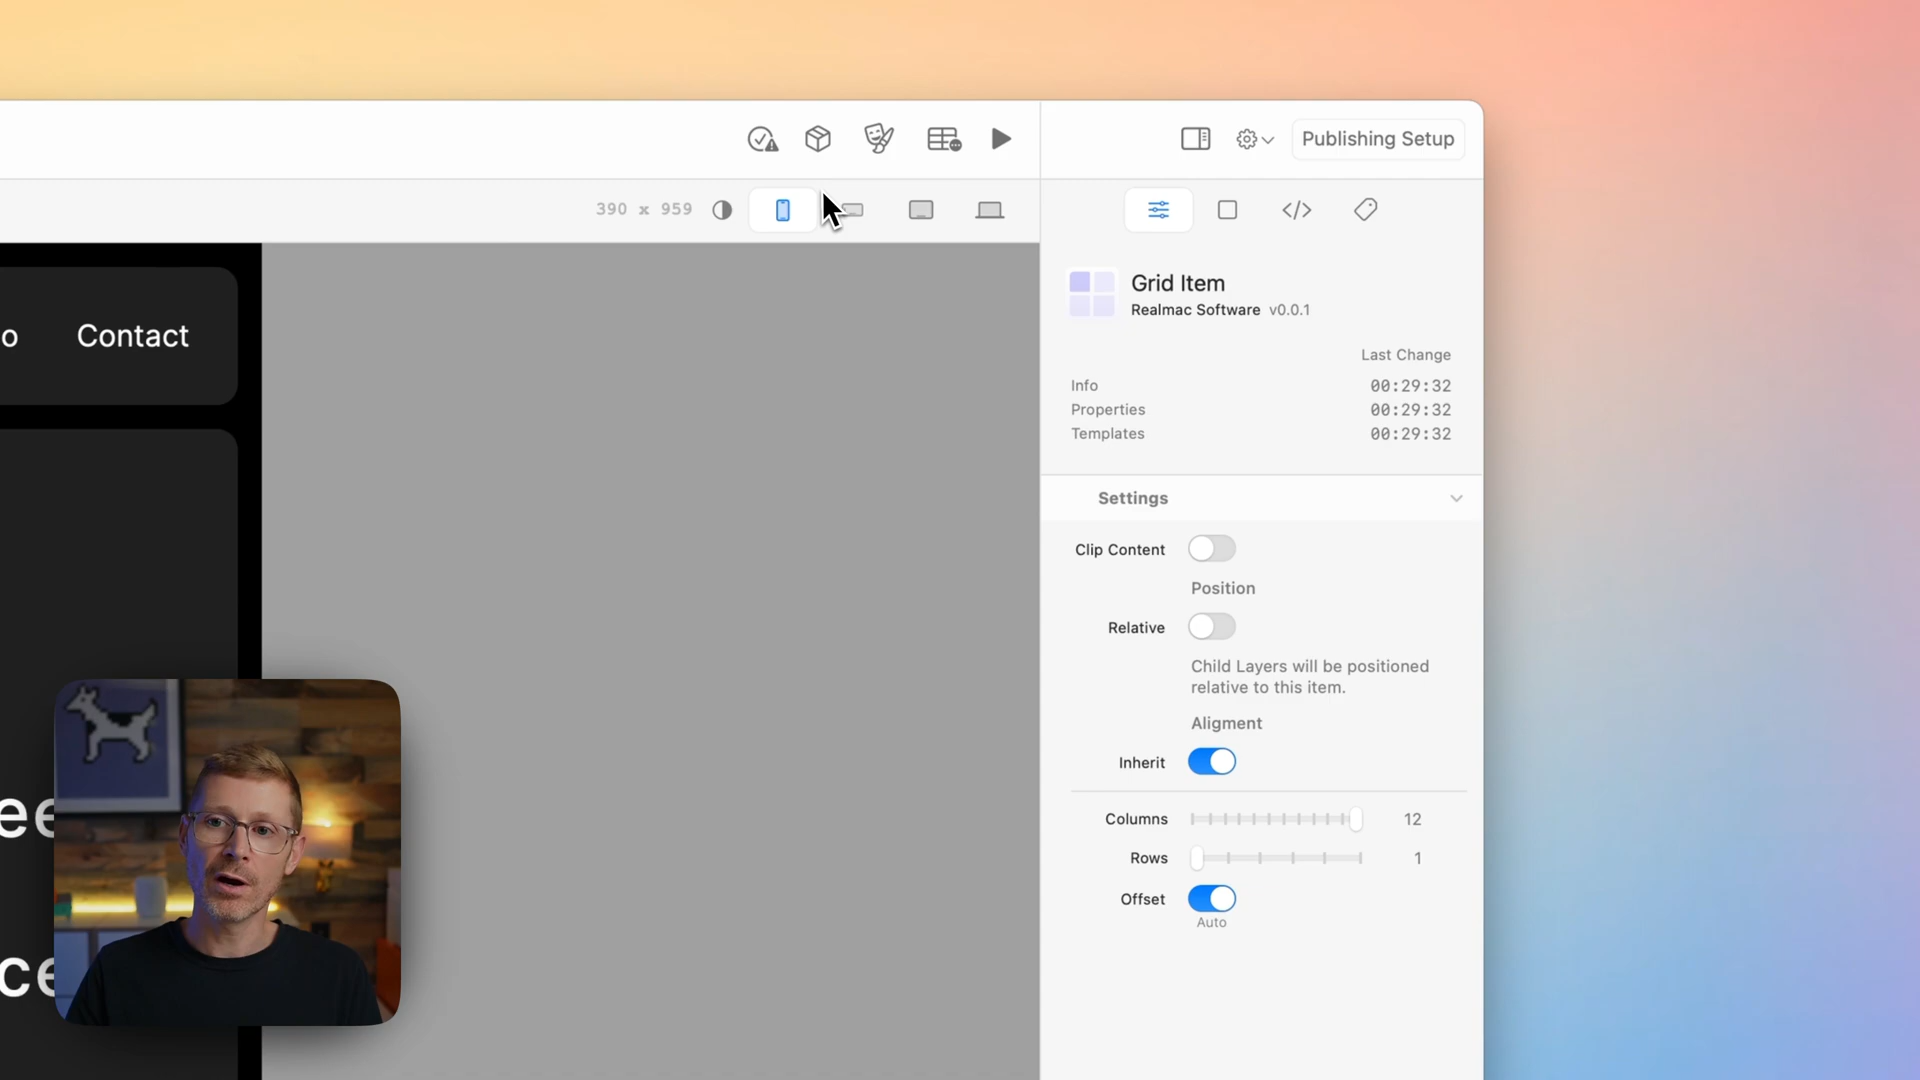 Publishing Setup
390 x 959
Contact
o
ee
ce
Grid Item
Realmac Software v0.0.1
Last Change
Info 00:29:32
Properties 00:29:32
Templates 00:29:32
Settings
Clip Content
Position
Relative
Child Layers will be positioned
relative to this item.
Aligment
Inherit
Columns 12
Rows 1
Offset
Auto